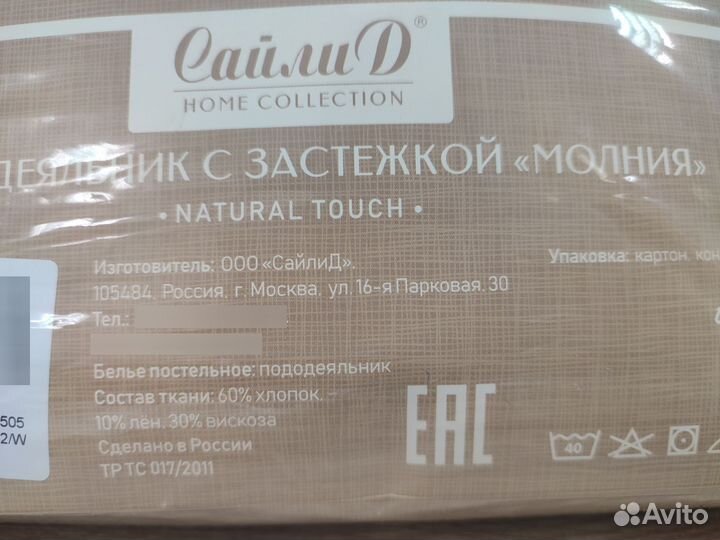 СайлиД®
HOME COLLECTION
ДЕЯЛЬНИК С ЗАСТЕЖКОЙ «МОЛНИЯ»
• NATURAL TOUCH •
Изготовитель: ООО «СайлиД».
105484, Россия, г. Москва, ул. 16-я Парковая, 30
Тел.:
Белье постельное: пододеяльник
Состав ткани: 60% хлопок,
10% лён, 30% вискоза
Сделано в России
ТР ТС 017/2011
Упаковка: картон. кон
505
2/W
ЕАС
40
Avito